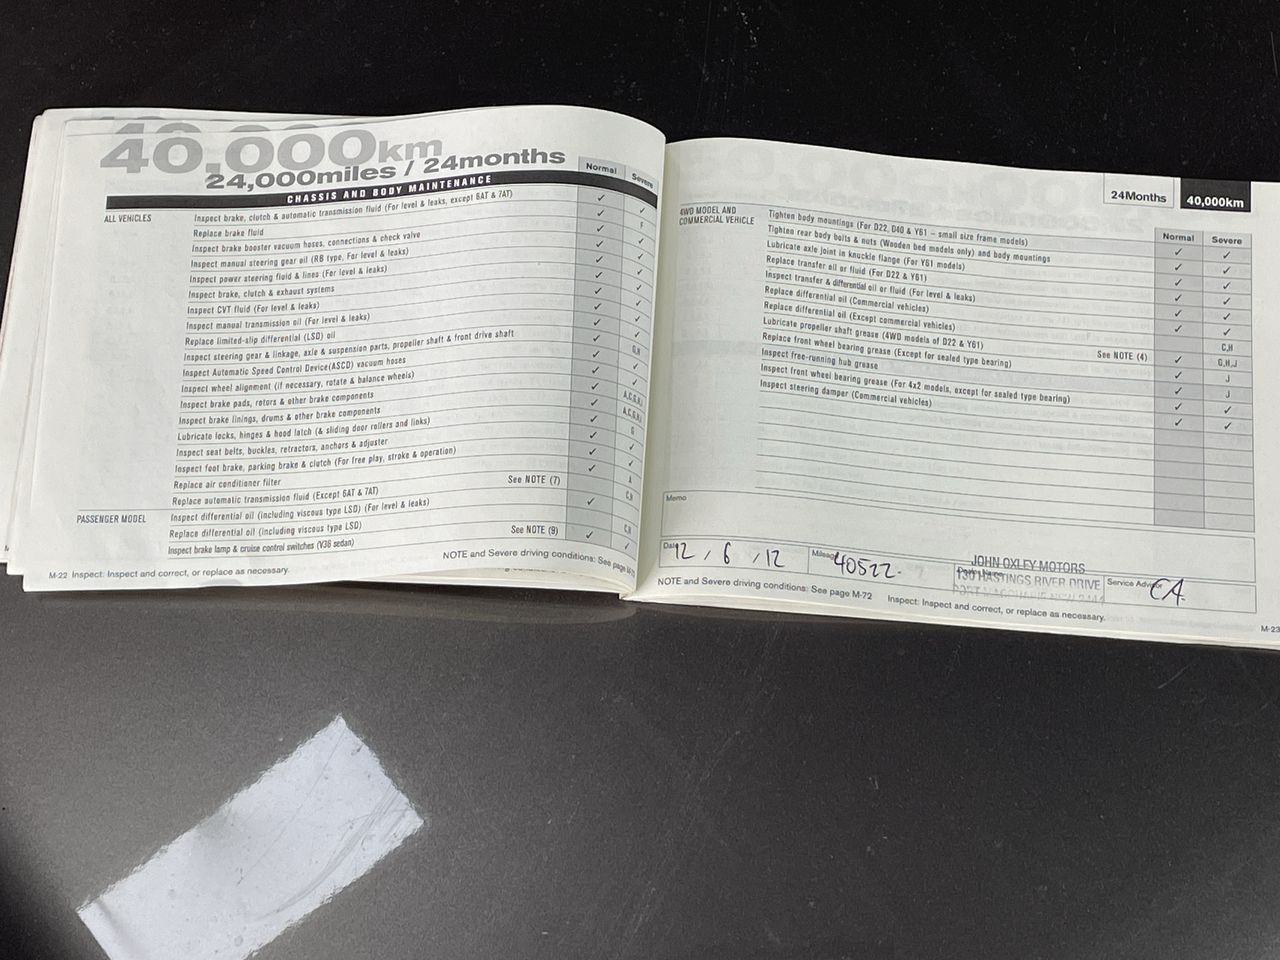 40,000km
24,000miles / 24months
CHASSIS AND BODY MAINTENANCE
Normal Severe
ALL VEHICLES
Inspect brake, clutch & automatic transmission fluid (For level & leaks, except 6AT & 7AT) ✓ ✓
Replace brake fluid ✓ F
Inspect brake booster vacuum hoses, connections & check valve ✓ ✓
Inspect manual steering gear oil (RB type, For level & leaks) ✓ ✓
Inspect power steering fluid & lines (For level & leaks) ✓ ✓
Inspect brake, clutch & exhaust systems ✓ ✓
Inspect CVT fluid (For level & leaks) ✓ ✓
Inspect manual transmission oil (For level & leaks) ✓ ✓
Replace limited-slip differential (LSD) oil ✓ ✓
Inspect steering gear & linkage, axle & suspension parts, propeller shaft & front drive shaft ✓ G,H
Inspect Automatic Speed Control Device(ASCD) vacuum hoses ✓ ✓
Inspect wheel alignment (if necessary, rotate & balance wheels) ✓ ✓
Inspect brake pads, rotors & other brake components ✓
Inspect brake linings, drums & other brake components ✓
Lubricate locks, hinges & hood latch (& sliding door rollers and links) ✓ G
Inspect seat belts, buckles, retractors, anchors & adjuster ✓ ✓
Inspect foot brake, parking brake & clutch (For free play, stroke & operation) ✓ ✓
Replace air conditioner filter See NOTE (7) ✓ A
Replace automatic transmission fluid (Except 6AT & 7AT) C,H
PASSENGER MODEL
Inspect differential oil (including viscous type LSD) (For level & leaks) ✓
Replace differential oil (including viscous type LSD) C,H
Inspect brake lamp & cruise control switches (V36 sedan) See NOTE (9) ✓ ✓
NOTE and Severe driving conditions: See page M-72
M-22 Inspect: Inspect and correct, or replace as necessary.
24Months 40,000km
Normal Severe
4WD MODEL AND
COMMERCIAL VEHICLE
Tighten body mountings (For D22, D40 & Y61 – small size frame models) ✓ ✓
Tighten rear body bolts & nuts (Wooden bed models only) and body mountings ✓ ✓
Lubricate axle joint in knuckle flange (For Y61 models) ✓ ✓
Replace transfer oil or fluid (For D22 & Y61) ✓ ✓
Inspect transfer & differential oil or fluid (For level & leaks) ✓ ✓
Replace differential oil (Commercial vehicles) ✓ ✓
Replace differential oil (Except commercial vehicles) C,H
Lubricate propeller shaft grease (4WD models of D22 & Y61) See NOTE (4) ✓ G,H,J
Replace front wheel bearing grease (Except for sealed type bearing) ✓ J
Inspect free-running hub grease ✓ J
Inspect front wheel bearing grease (For 4x2 models, except for sealed type bearing) ✓ ✓
Inspect steering damper (Commercial vehicles) ✓ ✓
Memo
Date 12 / 6 / 12 Mileage 40522
JOHN OXLEY MOTORS
130 HASTINGS RIVER DRIVE
PORT MACQUARIE NSW 2444
Service Advisor CA
NOTE and Severe driving conditions: See page M-72 Inspect: Inspect and correct, or replace as necessary.
M-23